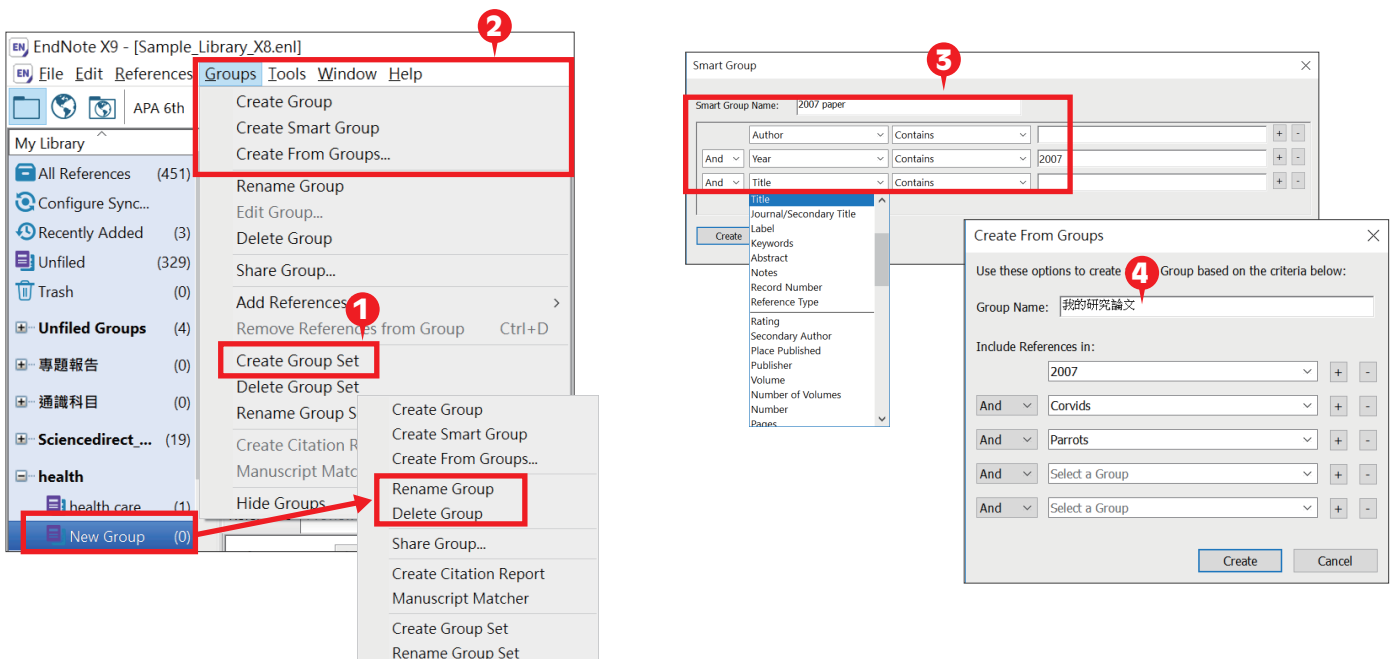 2
EndNote X9 - [Sample_Library_X8.enl]
File Edit References Groups Tools Window Help
APA 6th
My Library
All References (451)
Configure Sync...
Recently Added (3)
Unfiled (329)
Trash (0)
Unfiled Groups (4)
專題報告 (0)
通識科目 (0)
Sciencedirect_... (19)
health
health care (1)
New Group (0)
Create Group
Create Smart Group
Create From Groups...
Rename Group
Edit Group...
Delete Group
Share Group...
1
Add References
Remove References from Group Ctrl+D
Create Group Set
Delete Group Set
Rename Group S
Create Citation R
Manuscript Matc
Hide Groups
Create Group
Create Smart Group
Create From Groups...
Rename Group
Delete Group
Share Group...
Create Citation Report
Manuscript Matcher
Create Group Set
Rename Group Set
3
Smart Group
Smart Group Name: 2007 paper
Author Contains + -
And Year Contains 2007 + -
And Title Contains + -
Title
Journal/Secondary Title
Label
Keywords
Abstract
Notes
Record Number
Reference Type
Rating
Secondary Author
Place Published
Publisher
Volume
Number of Volumes
Number
Pages
Create
Create From Groups
4
Use these options to create Group based on the criteria below:
Group Name: 我的研究論文
Include References in:
2007 + -
And Corvids + -
And Parrots + -
And Select a Group + -
And Select a Group + -
Create Cancel